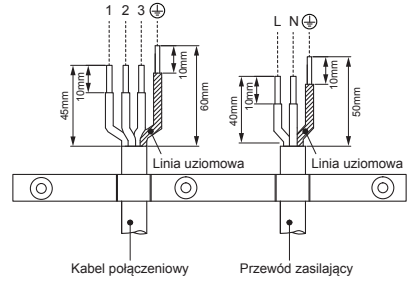 1 2 3
L N
10mm
10mm
45mm
60mm
10mm
10mm
40mm
50mm
Linia uziomowa
Linia uziomowa
Kabel połączeniowy
Przewód zasilający